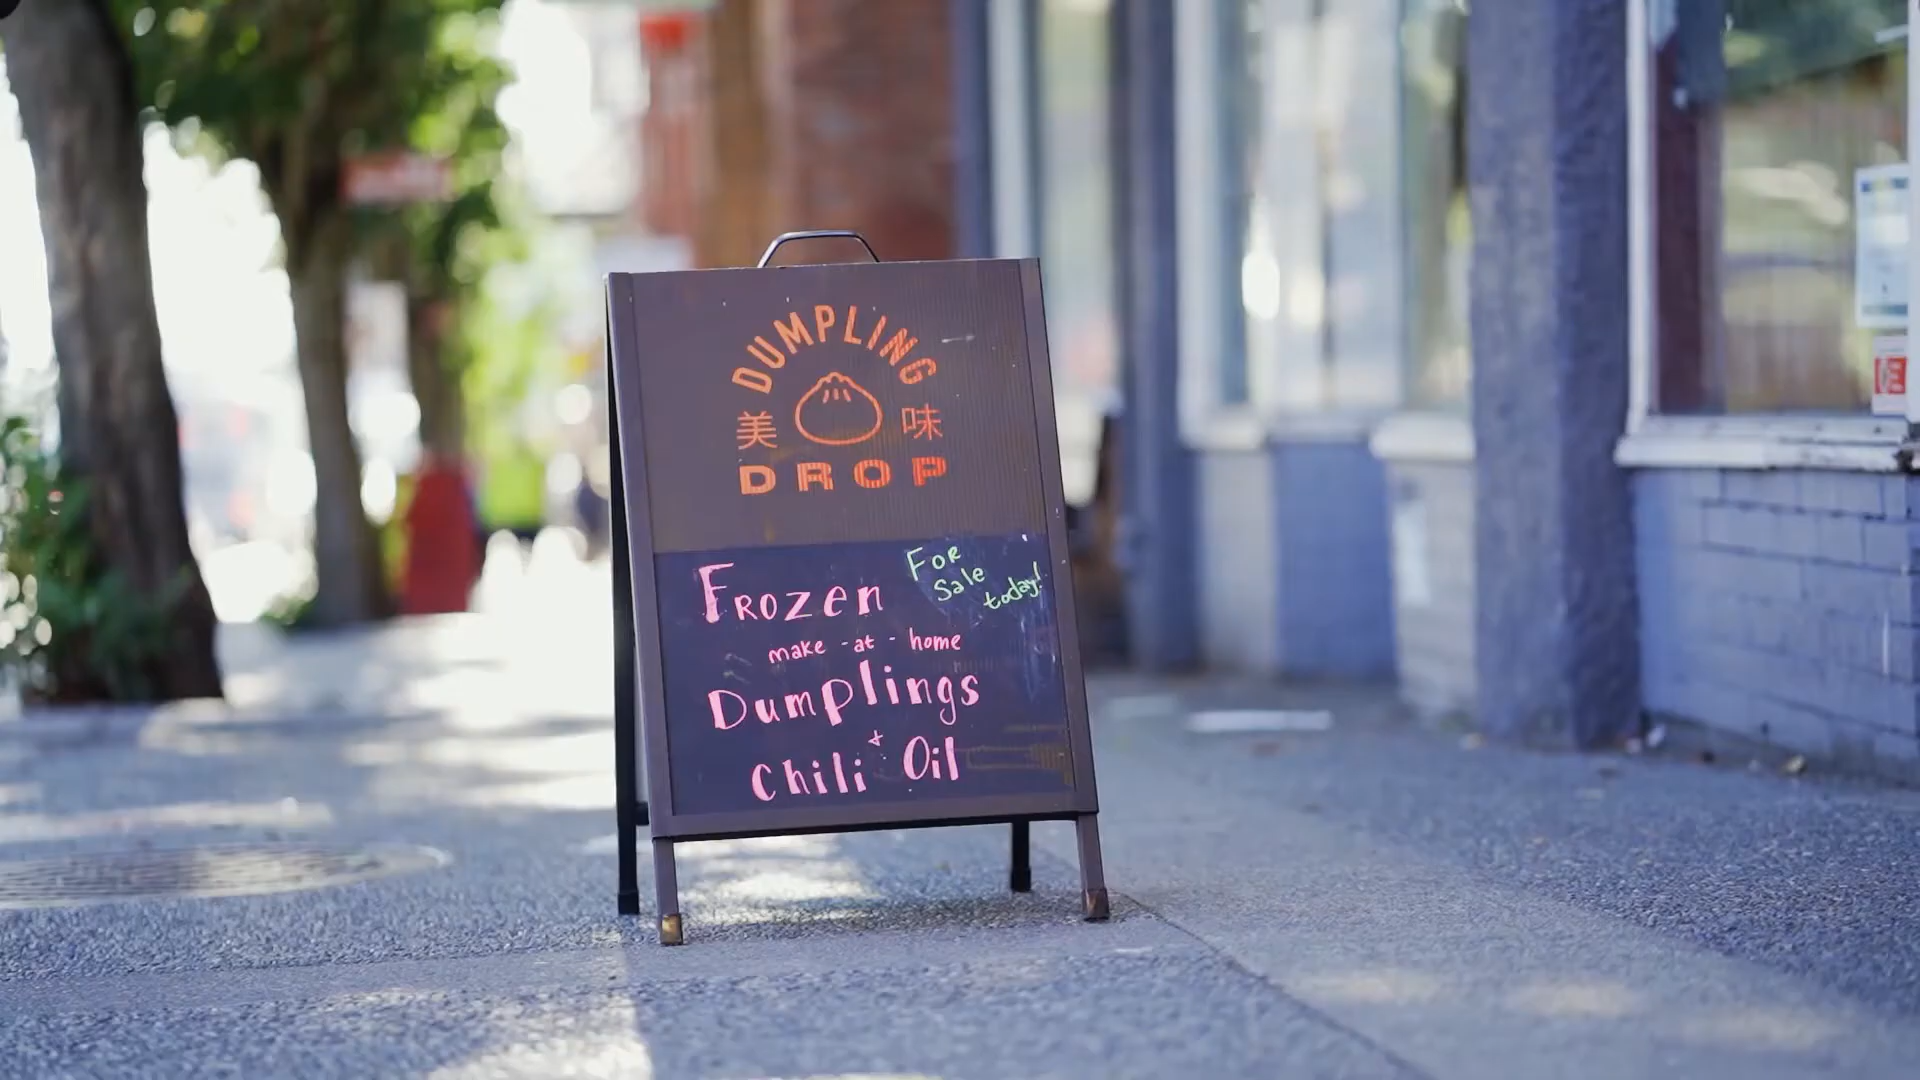 DUMPLING
美 味
DROP
For
Sale
today!
Frozen
make-at-home
Dumplings
+
Chili Oil